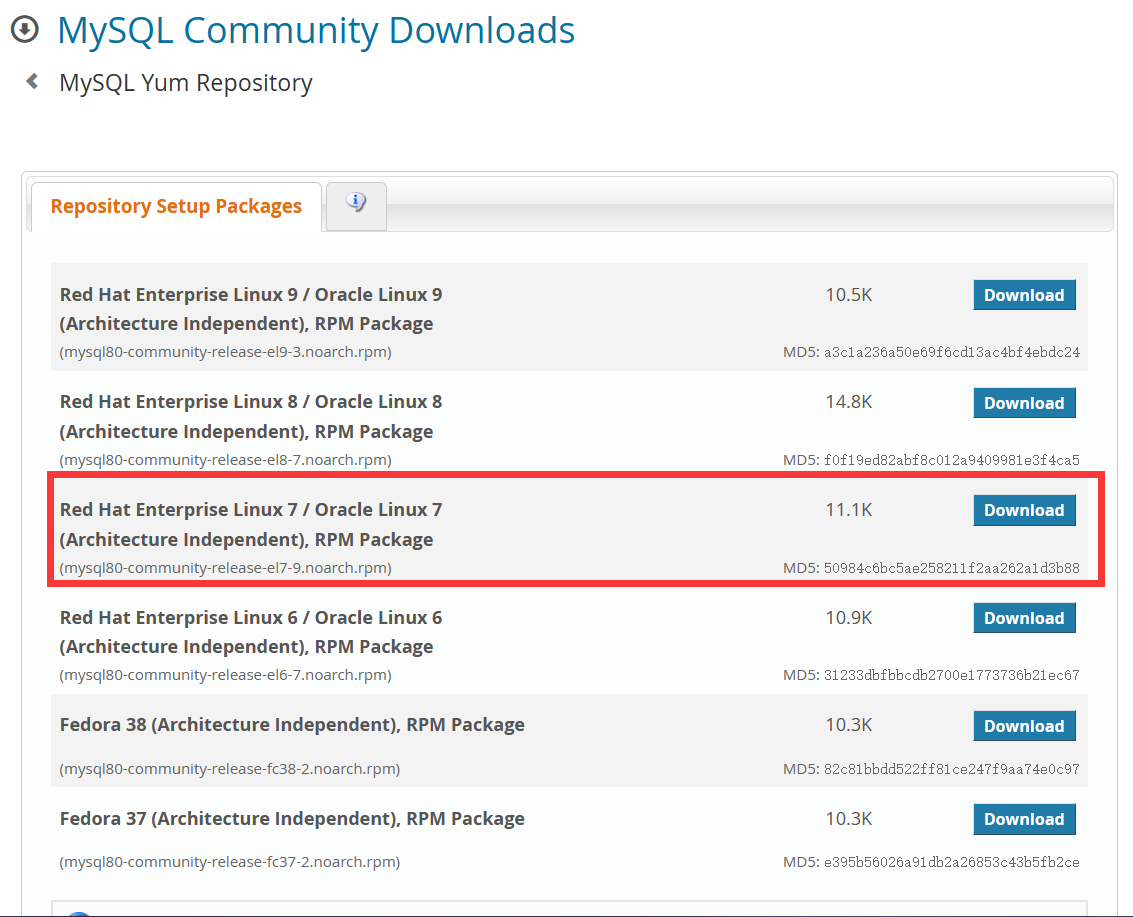 MySQL Community Downloads
MySQL Yum Repository
Repository Setup Packages
Red Hat Enterprise Linux 9 / Oracle Linux 9 10.5K Download
(Architecture Independent), RPM Package
(mysql80-community-release-el9-3.noarch.rpm) MD5: a3c1a236a50e69f6cd13ac4bf4ebdc24
Red Hat Enterprise Linux 8 / Oracle Linux 8 14.8K Download
(Architecture Independent), RPM Package
(mysql80-community-release-el8-7.noarch.rpm) MD5: f0f19ed82abf8c012a9409981e3f4ca5
Red Hat Enterprise Linux 7 / Oracle Linux 7 11.1K Download
(Architecture Independent), RPM Package
(mysql80-community-release-el7-9.noarch.rpm) MD5: 50984c6bc5ae258211f2aa262a1d3b88
Red Hat Enterprise Linux 6 / Oracle Linux 6 10.9K Download
(Architecture Independent), RPM Package
(mysql80-community-release-el6-7.noarch.rpm) MD5: 31233dbfbbcdb2700e1773736b21ec67
Fedora 38 (Architecture Independent), RPM Package 10.3K Download
(mysql80-community-release-fc38-2.noarch.rpm) MD5: 82c81bbdd522ff81ce247f9aa74e0c97
Fedora 37 (Architecture Independent), RPM Package 10.3K Download
(mysql80-community-release-fc37-2.noarch.rpm) MD5: e395b56026a91db2a26853c43b5fb2ce